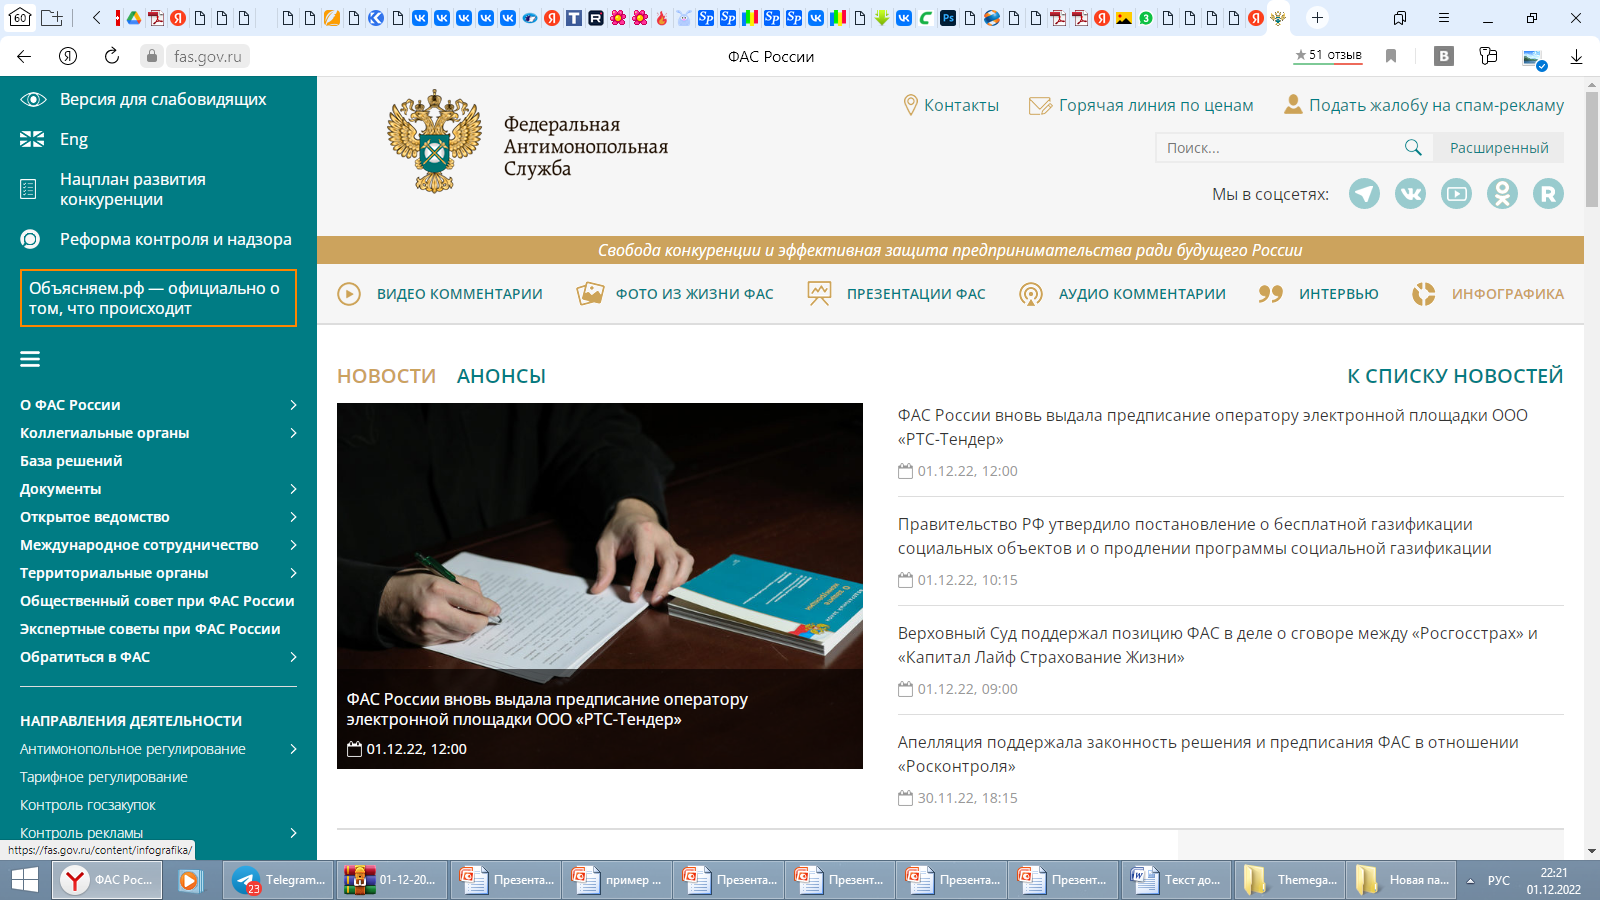 60
fas.gov.ru
ФАС России
★51 отзыв
Версия для слабовидящих
Eng
Нацплан развития
конкуренции
Реформа контроля и надзора
Объясняем.рф — официально о
том, что происходит
О ФАС России
Коллегиальные органы
База решений
Документы
Открытое ведомство
Международное сотрудничество
Территориальные органы
Общественный совет при ФАС России
Экспертные советы при ФАС России
Обратиться в ФАС
НАПРАВЛЕНИЯ ДЕЯТЕЛЬНОСТИ
Антимонопольное регулирование
Тарифное регулирование
Контроль госзакупок
Контроль рекламы
https://fas.gov.ru/content/infografika/
Федеральная
Антимонопольная
Служба
Контакты
Горячая линия по ценам
Подать жалобу на спам-рекламу
Поиск...
Расширенный
Мы в соцсетях:
Свобода конкуренции и эффективная защита предпринимательства ради будущего России
ВИДЕО КОММЕНТАРИИ
ФОТО ИЗ ЖИЗНИ ФАС
ПРЕЗЕНТАЦИИ ФАС
АУДИО КОММЕНТАРИИ
ИНТЕРВЬЮ
ИНФОГРАФИКА
НОВОСТИ
АНОНСЫ
К СПИСКУ НОВОСТЕЙ
ФАС России вновь выдала предписание оператору
электронной площадки ООО «РТС-Тендер»
01.12.22, 12:00
ФАС России вновь выдала предписание оператору электронной площадки ООО
«РТС-Тендер»
01.12.22, 12:00
Правительство РФ утвердило постановление о бесплатной газификации
социальных объектов и о продлении программы социальной газификации
01.12.22, 10:15
Верховный Суд поддержал позицию ФАС в деле о сговоре между «Росгосстрах» и
«Капитал Лайф Страхование Жизни»
01.12.22, 09:00
Апелляция поддержала законность решения и предписания ФАС в отношении
«Росконтроля»
30.11.22, 18:15
ФАС Рос...
23
Telegram...
01-12-20...
Презента...
пример ...
Презента...
Презент...
Презента...
Презент...
Текст до...
Themega...
Новая па...
РУС
22:21
01.12.2022